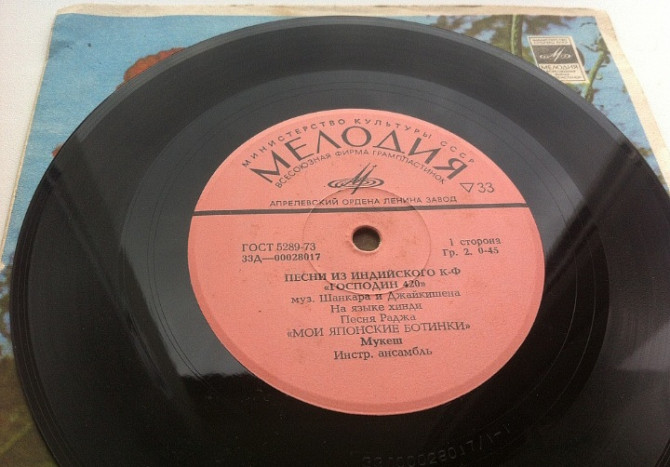 МИНИСТЕРСТВО КУЛЬТУРЫ СССР
МЕЛОДИЯ
ВСЕСОЮЗНАЯ ФИРМА ГРАМПЛАСТИНОК
▽33
АПРЕЛЕВСКИЙ ОРДЕНА ЛЕНИНА ЗАВОД
ГОСТ 5289-73
33Д—00028017
1 сторона
Гр. 2. 0-45
ПЕСНИ ИЗ ИНДИЙСКОГО К-Ф
«ГОСПОДИН 420»
муз. Шанкара и Джайкишена
На языке хинди
Песня Раджа
«МОИ ЯПОНСКИЕ БОТИНКИ»
Мукеш
Инстр. ансамбль
МЕЛОДИЯ